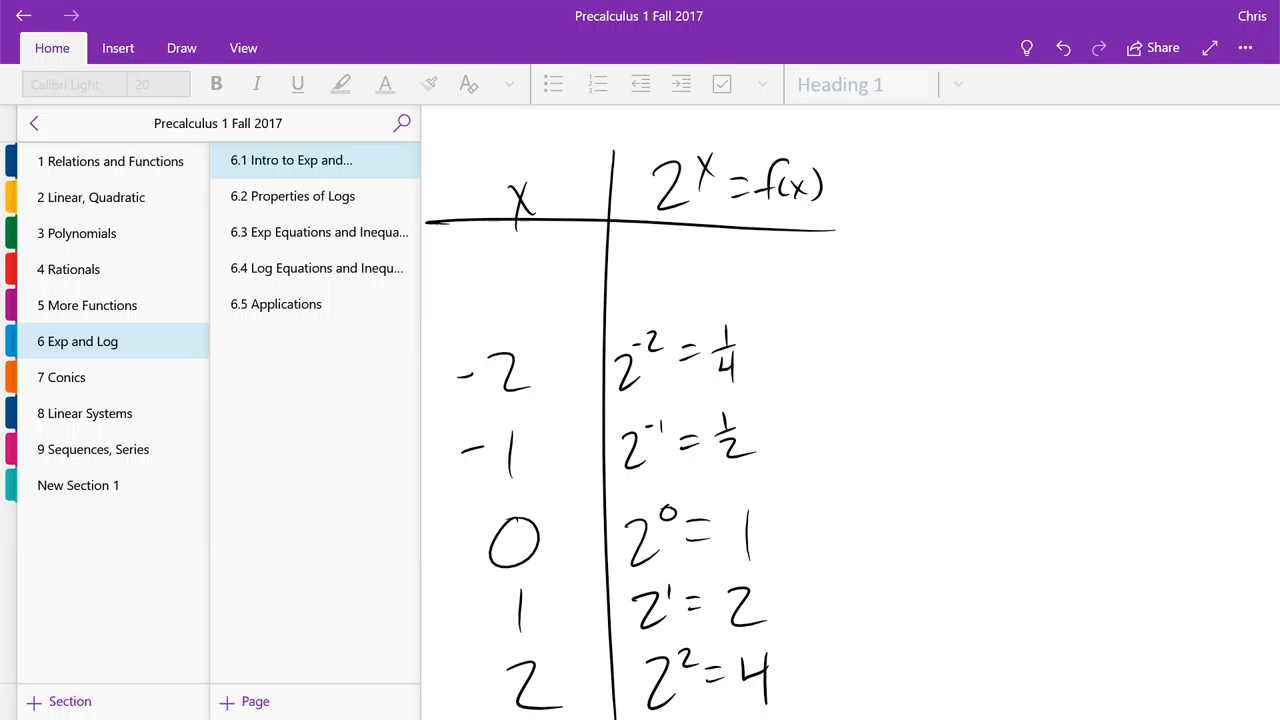 Precalculus 1 Fall 2017
Chris
Home Insert Draw View
Share
Calibri Light 20 B I U A Heading 1
Precalculus 1 Fall 2017
1 Relations and Functions
2 Linear, Quadratic
3 Polynomials
4 Rationals
5 More Functions
6 Exp and Log
7 Conics
8 Linear Systems
9 Sequences, Series
New Section 1
+ Section
6.1 Intro to Exp and...
6.2 Properties of Logs
6.3 Exp Equations and Inequa...
6.4 Log Equations and Inequ...
6.5 Applications
+ Page
x | 2^x = f(x)
-2 | 2^-2 = 1/4
-1 | 2^-1 = 1/2
0 | 2^0 = 1
1 | 2^1 = 2
2 | 2^2 = 4